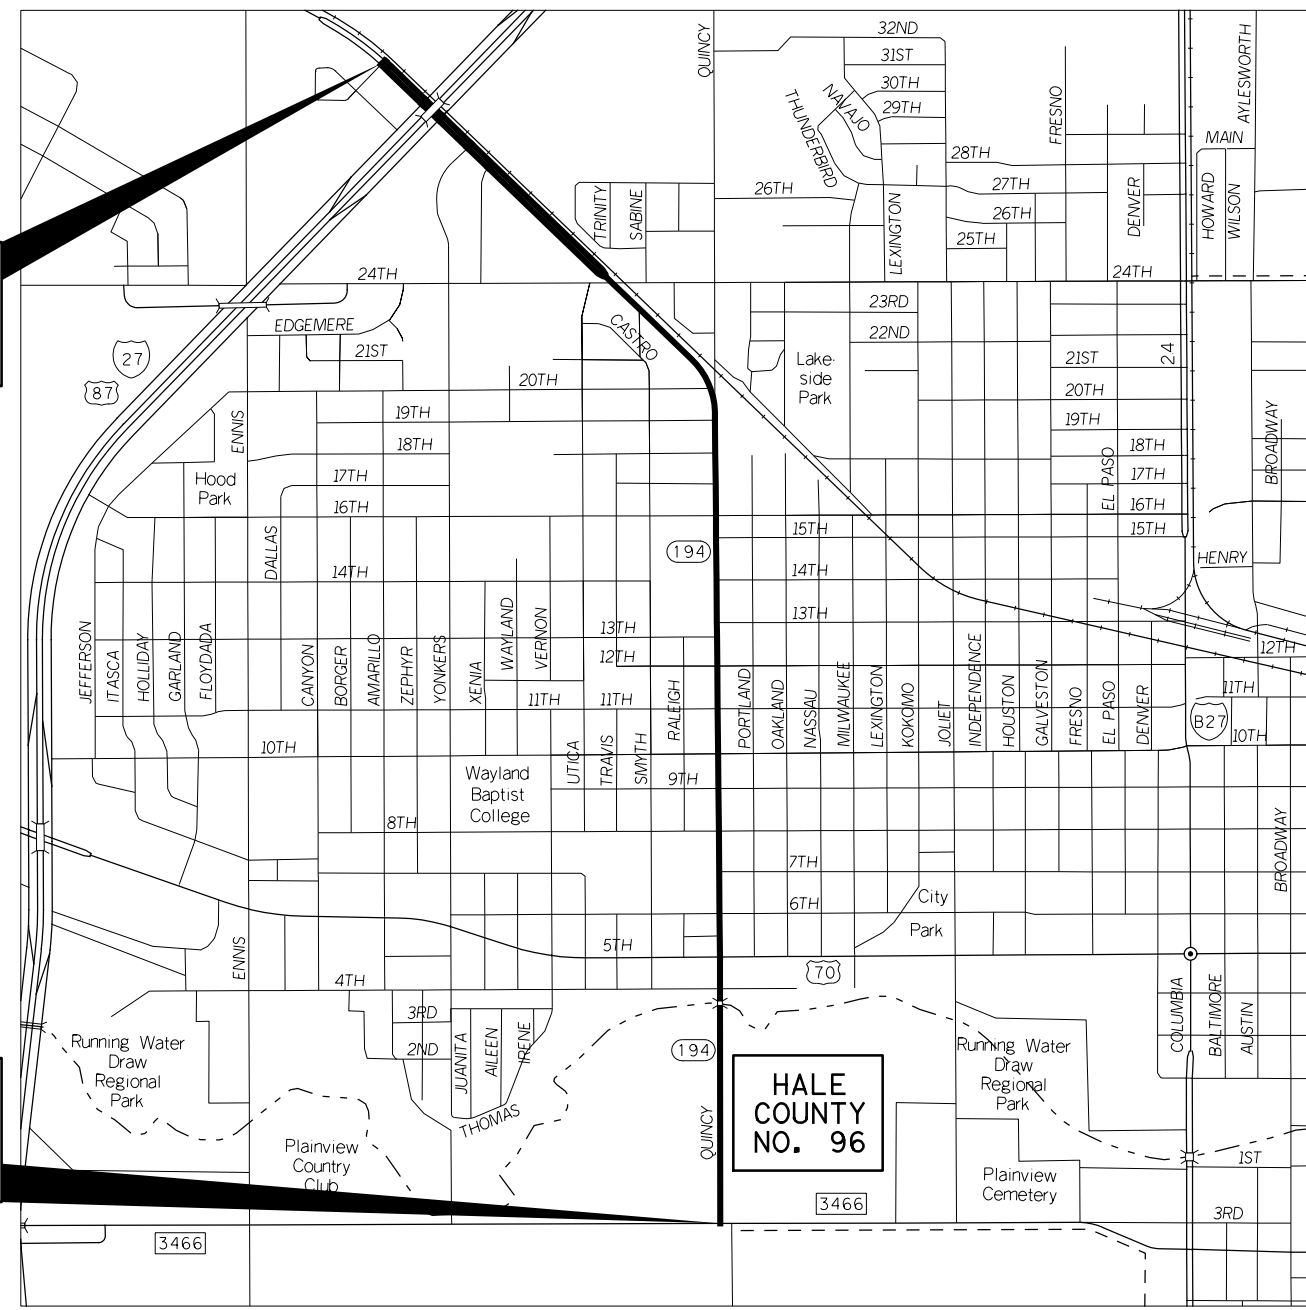 32ND
QUINCY
31ST
AYLESWORTH
30TH
NAVAJO
29TH
THUNDERBIRD
FRESNO
MAIN
28TH
27TH
26TH
TRINITY
SABINE
HOWARD
WILSON
DENVER
26TH
LEXINGTON
25TH
24TH
24TH
23RD
EDGEMERE
CASTRO
22ND
27
21ST
Lake-
side
Park
21ST
24
87
20TH
20TH
19TH
19TH
ENNIS
18TH
BROADWAY
18TH
17TH
Hood
Park
EL PASO
17TH
16TH
16TH
15TH
15TH
DALLAS
194
HENRY
14TH
14TH
13TH
WAYLAND
VERNON
13TH
12TH
12TH
JEFFERSON
ITASCA
HOLIDAY
GARLAND
FLOYDADA
CANYON
BORGER
AMARILLO
ZEPHYR
YONKERS
XENIA
11TH
11TH
RALEIGH
PORTLAND
OAKLAND
NASSAU
MILWAUKEE
LEXINGTON
KOKOMO
JOLIET
INDEPENDENCE
HOUSTON
GALVESTON
FRESNO
EL PASO
DENVER
11TH
B27
10TH
10TH
UTICA
TRAVIS
SMYTH
9TH
Wayland
Baptist
College
8TH
7TH
BROADWAY
6TH
City
Park
ENNIS
5TH
70
4TH
3RD
2ND
JUANITA
AILEEN
IRENE
COLUMBIA
BALTIMORE
AUSTIN
Running Water
Draw
Regional
Park
194
Running Water
Draw
Regional
Park
THOMAS
QUINCY
HALE
COUNTY
NO. 96
Plainview
Country
Club
1ST
Plainview
Cemetery
3466
3RD
3466